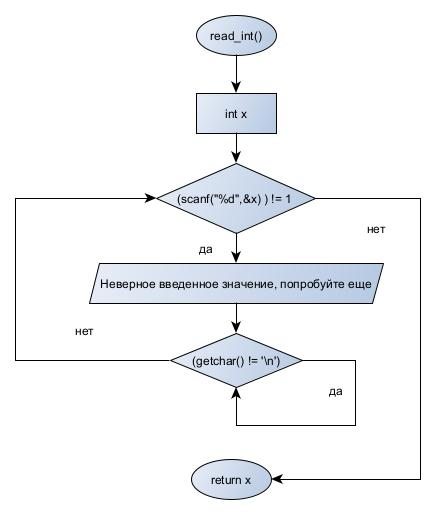 read_int()
int x
(scanf("%d",&x) ) != 1
нет
да
Неверное введенное значение, попробуйте еще
нет
(getchar() != '\n')
да
return x